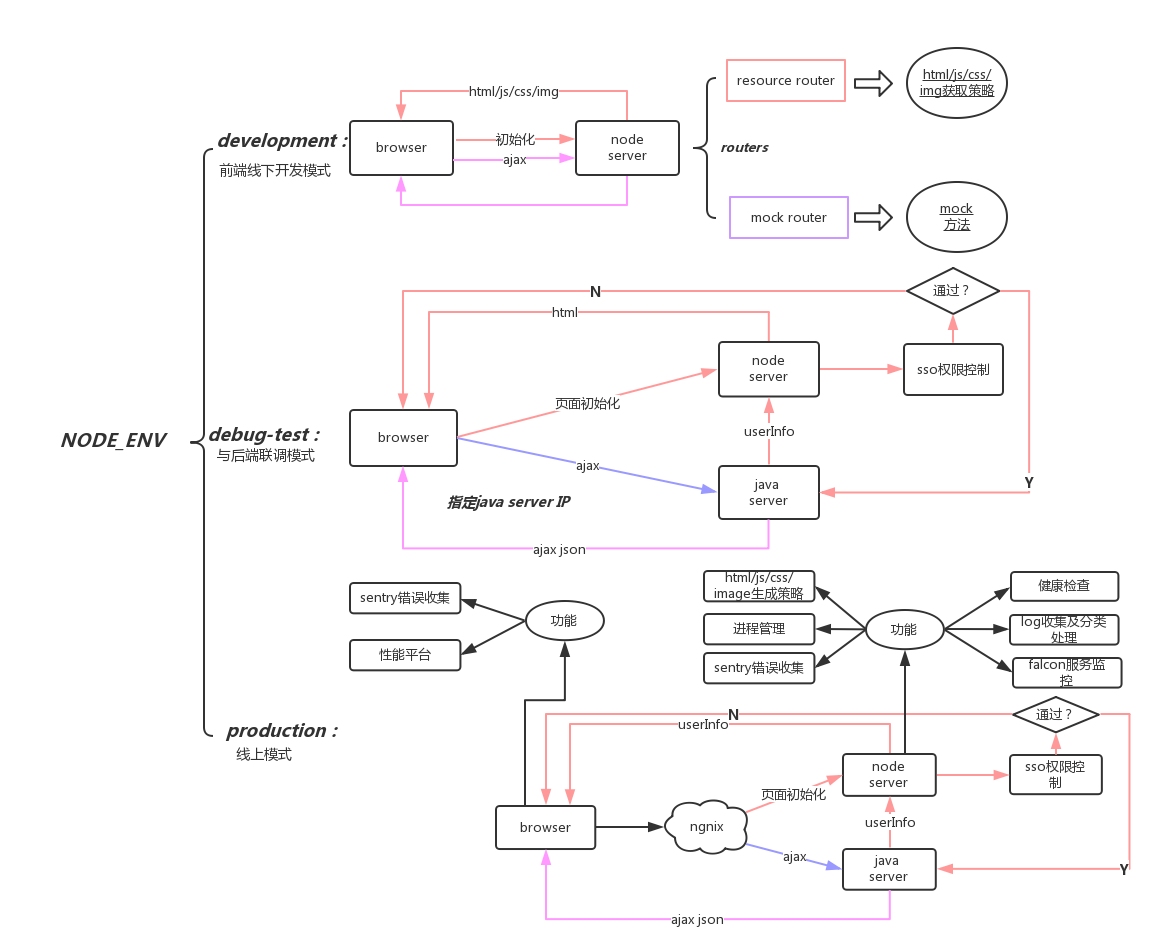 NODE_ENV
development：
前端线下开发模式
html/js/css/img
browser
初始化
ajax
node
server
routers
resource router
html/js/css/
img获取策略
mock router
mock
方法
debug-test：
与后端联调模式
N
通过？
html
node
server
sso权限控制
页面初始化
browser
userInfo
ajax
java
server
Y
指定java server IP
ajax json
production：
线上模式
sentry错误收集
性能平台
功能
html/js/css/
image生成策略
进程管理
sentry错误收集
功能
健康检查
log收集及分类
处理
falcon服务监
控
N
通过？
userInfo
node
server
sso权限控
制
页面初始化
browser
ngnix
userInfo
ajax
java
server
Y
ajax json